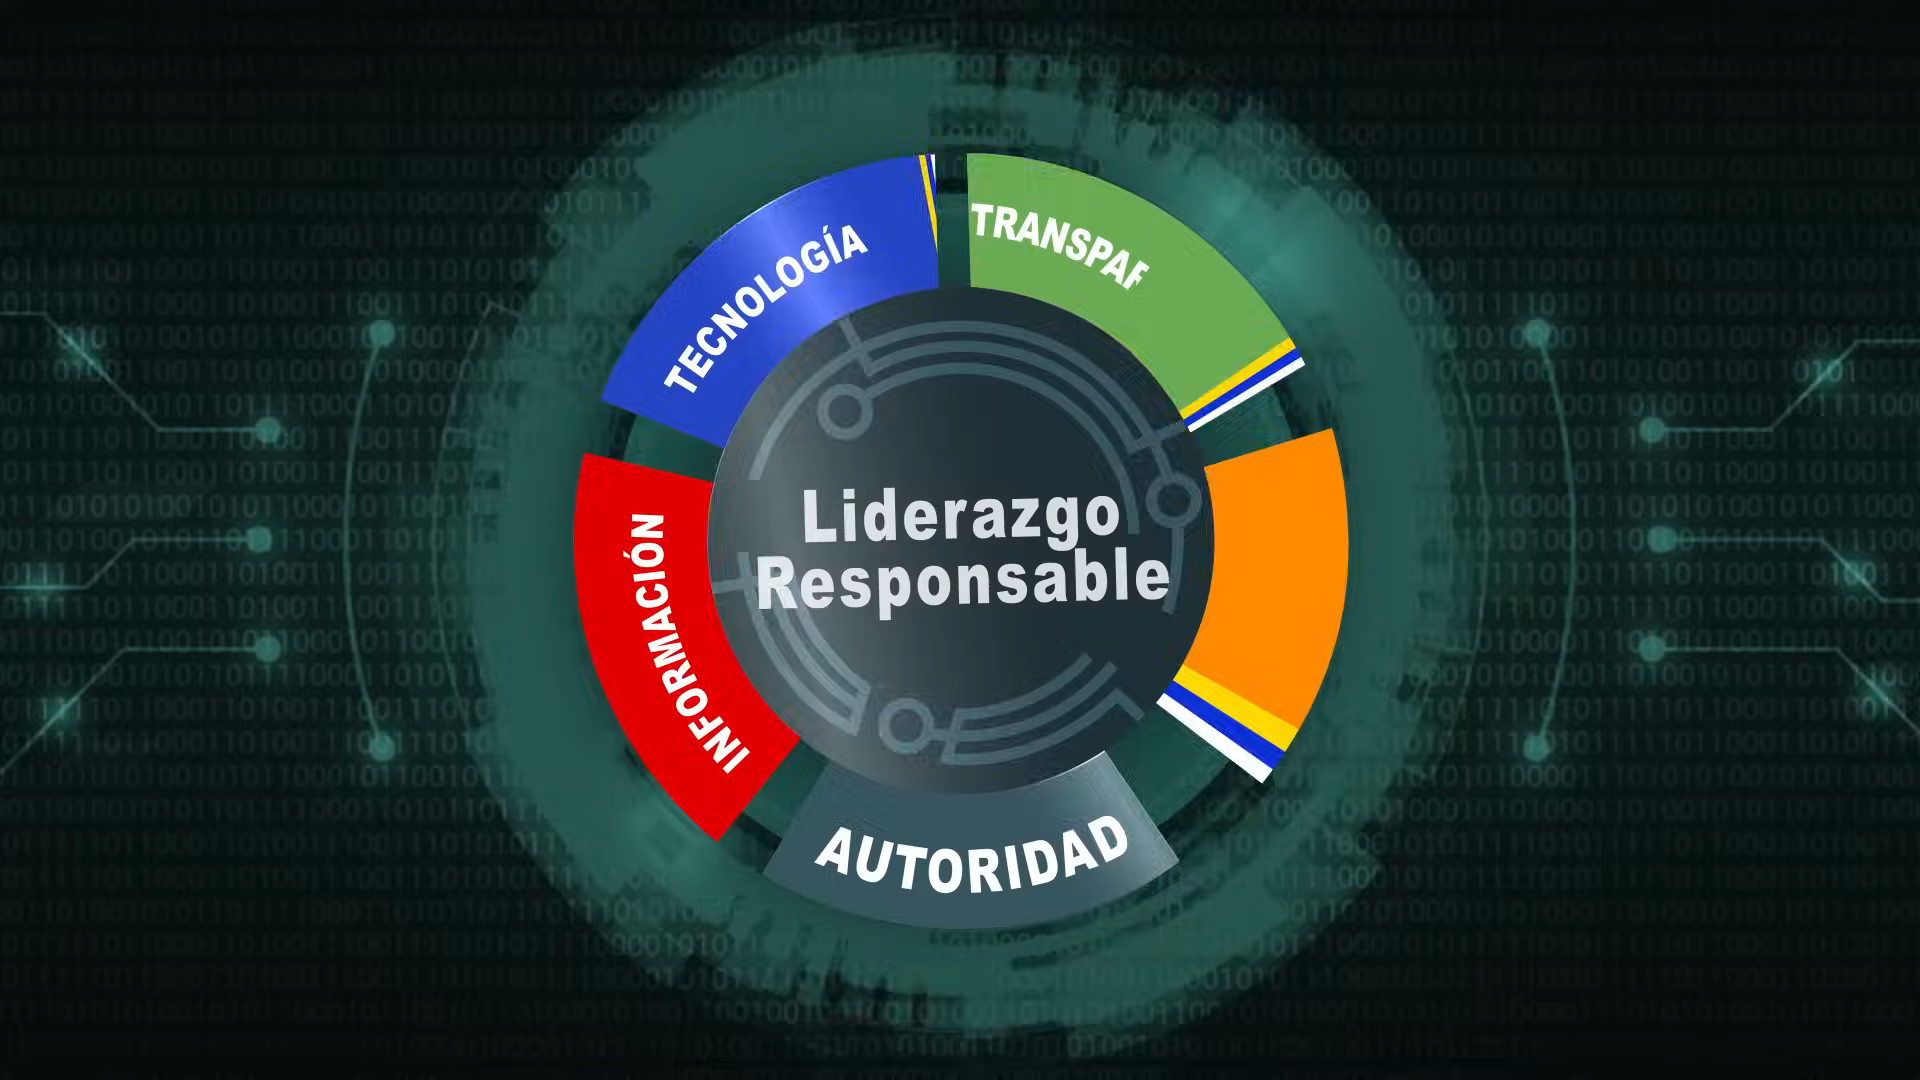 TECNOLOGÍA
TRANSPAR
Liderazgo
Responsable
INFORMACIÓN
AUTORIDAD